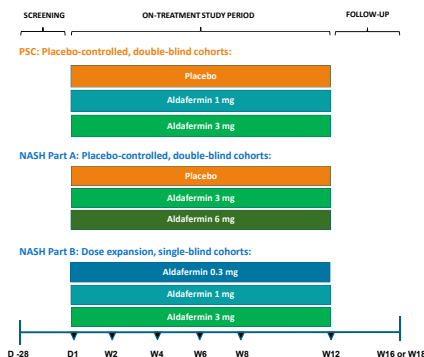 SCREENING ON-TREATMENT STUDY PERIOD FOLLOW-UP
PSC: Placebo-controlled, double-blind cohorts:
Placebo
Aldafermin 1 mg
Aldafermin 3 mg
NASH Part A: Placebo-controlled, double-blind cohorts:
Placebo
Aldafermin 3 mg
Aldafermin 6 mg
NASH Part B: Dose expansion, single-blind cohorts:
Aldafermin 0.3 mg
Aldafermin 1 mg
Aldafermin 3 mg
D -28 D1 W2 W4 W6 W8 W12 W16 or W18